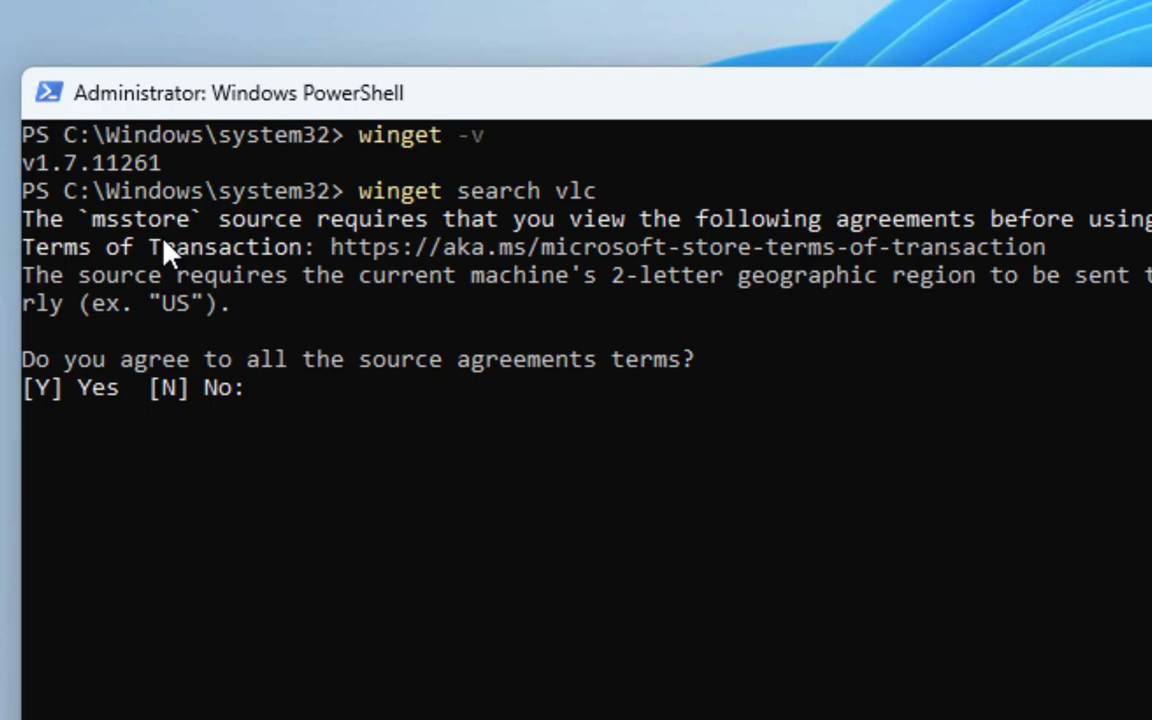 Administrator: Windows PowerShell
PS C:\Windows\system32> winget -v
v1.7.11261
PS C:\Windows\system32> winget search vlc
The `msstore` source requires that you view the following agreements before using
Terms of Transaction: https://aka.ms/microsoft-store-terms-of-transaction
The source requires the current machine's 2-letter geographic region to be sent t
rly (ex. "US").
Do you agree to all the source agreements terms?
[Y] Yes  [N] No: